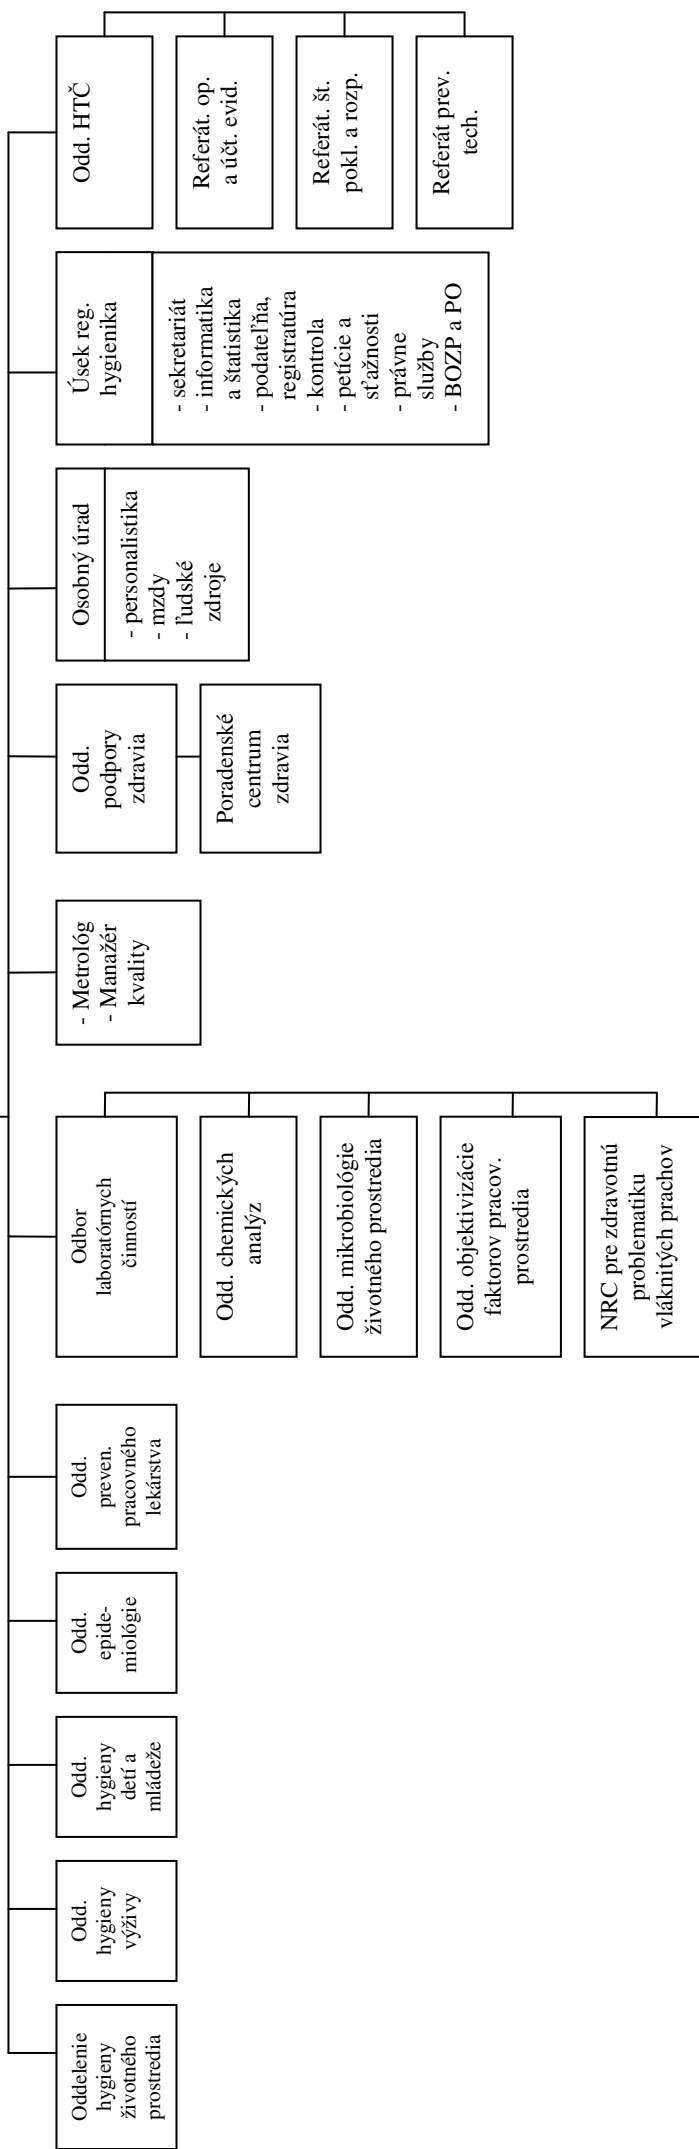 Oddelenie
hygieny
životného
prostredia
Odd.
hygieny
výživy
Odd.
hygieny
detí a
mládeže
Odd.
epide-
miológie
Odd.
preven.
pracovného
lekárstva
Odbor
laboratórnych
činností
Odd. chemických
analýz
Odd. mikrobiológie
životného prostredia
Odd. objektivizácie
faktorov pracov.
prostredia
NRC pre zdravotnú
problematiku
vláknitých prachov
- Metrológ
- Manažér
kvality
Odd.
podpory
zdravia
Poradenské
centrum
zdravia
Osobný úrad
- personalistika
- mzdy
- ľudské
zdroje
Úsek reg.
hygienika
- sekretariát
- informatika
a štatistika
- podateľňa,
registratúra
- kontrola
- petície a
sťažnosti
- právne
služby
- BOZP a PO
Odd. HTČ
Referát. op.
a účt. evid.
Referát. št.
pokl. a rozp.
Referát prev.
tech.